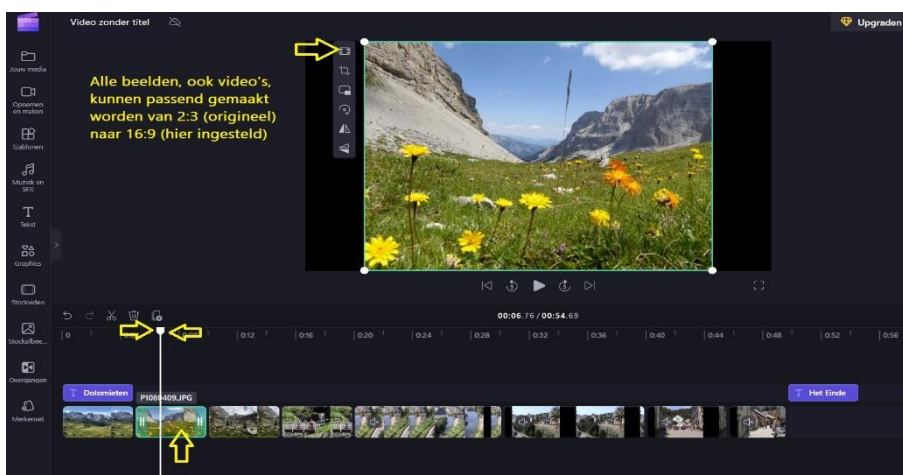 Video zonder titel
Upgraden
Jouw media
Opnemen
en maken
Sjablonen
Muziek en
SFX
T
Tekst
Graphics
Stockvideo
Stockafbee...
Overgangen
Merkenset
Alle beelden, ook video's,
kunnen passend gemaakt
worden van 2:3 (origineel)
naar 16:9 (hier ingesteld)
00:06.76 / 00:54.69
0
0:08
0:12
0:16
0:20
0:24
0:28
0:32
0:36
0:40
0:44
0:48
0:52
0:56
T Dolomieten
P1080409.JPG
T Het Einde